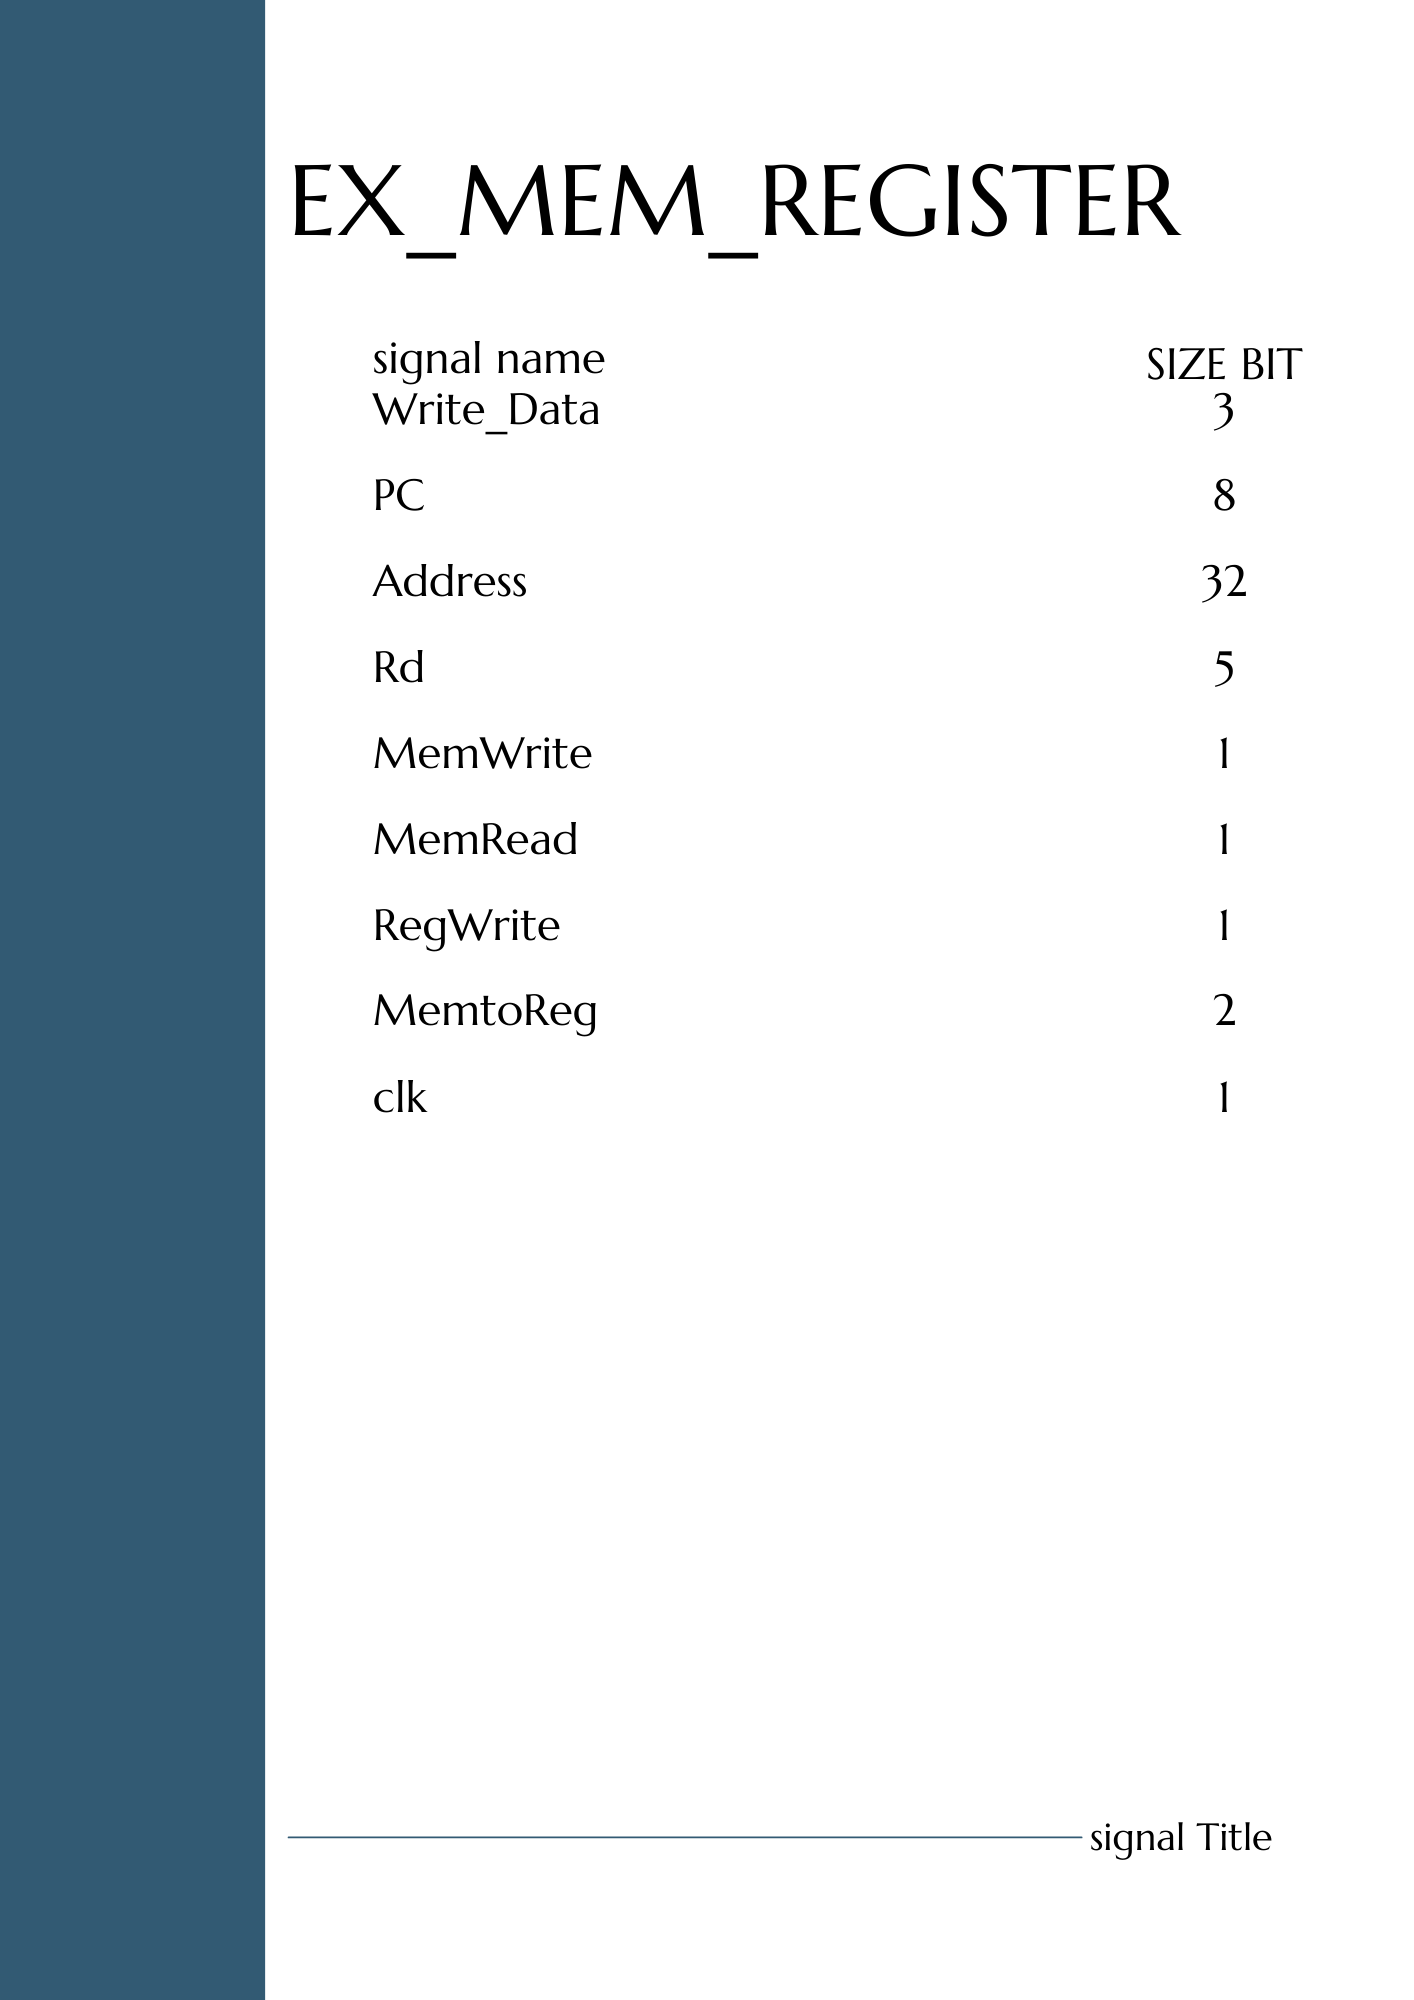 EX_MEM_REGISTER
signal name SIZE BIT
Write_Data 3
PC 8
Address 32
Rd 5
MemWrite 1
MemRead 1
RegWrite 1
MemtoReg 2
clk 1
signal Title